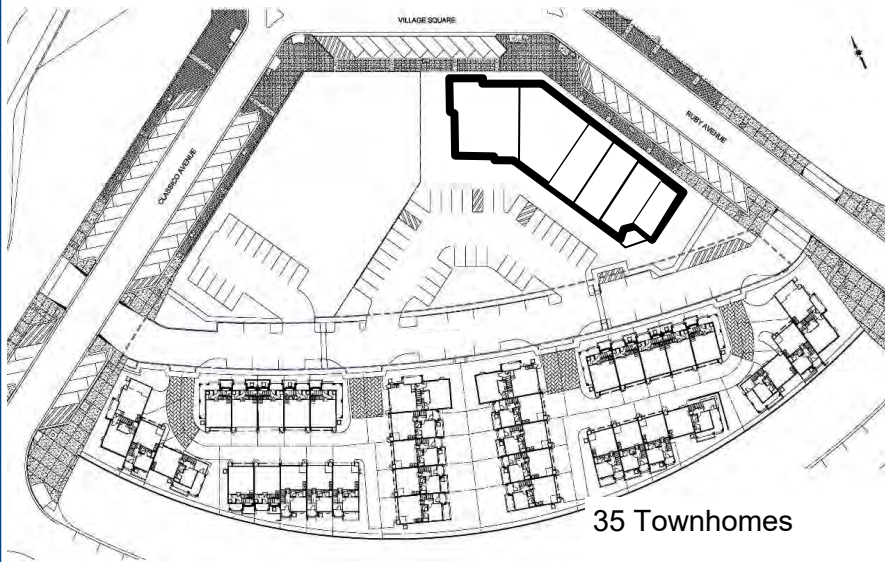 VILLAGE SQUARE
RUBY AVENUE
CLASSICO AVENUE
35 Townhomes